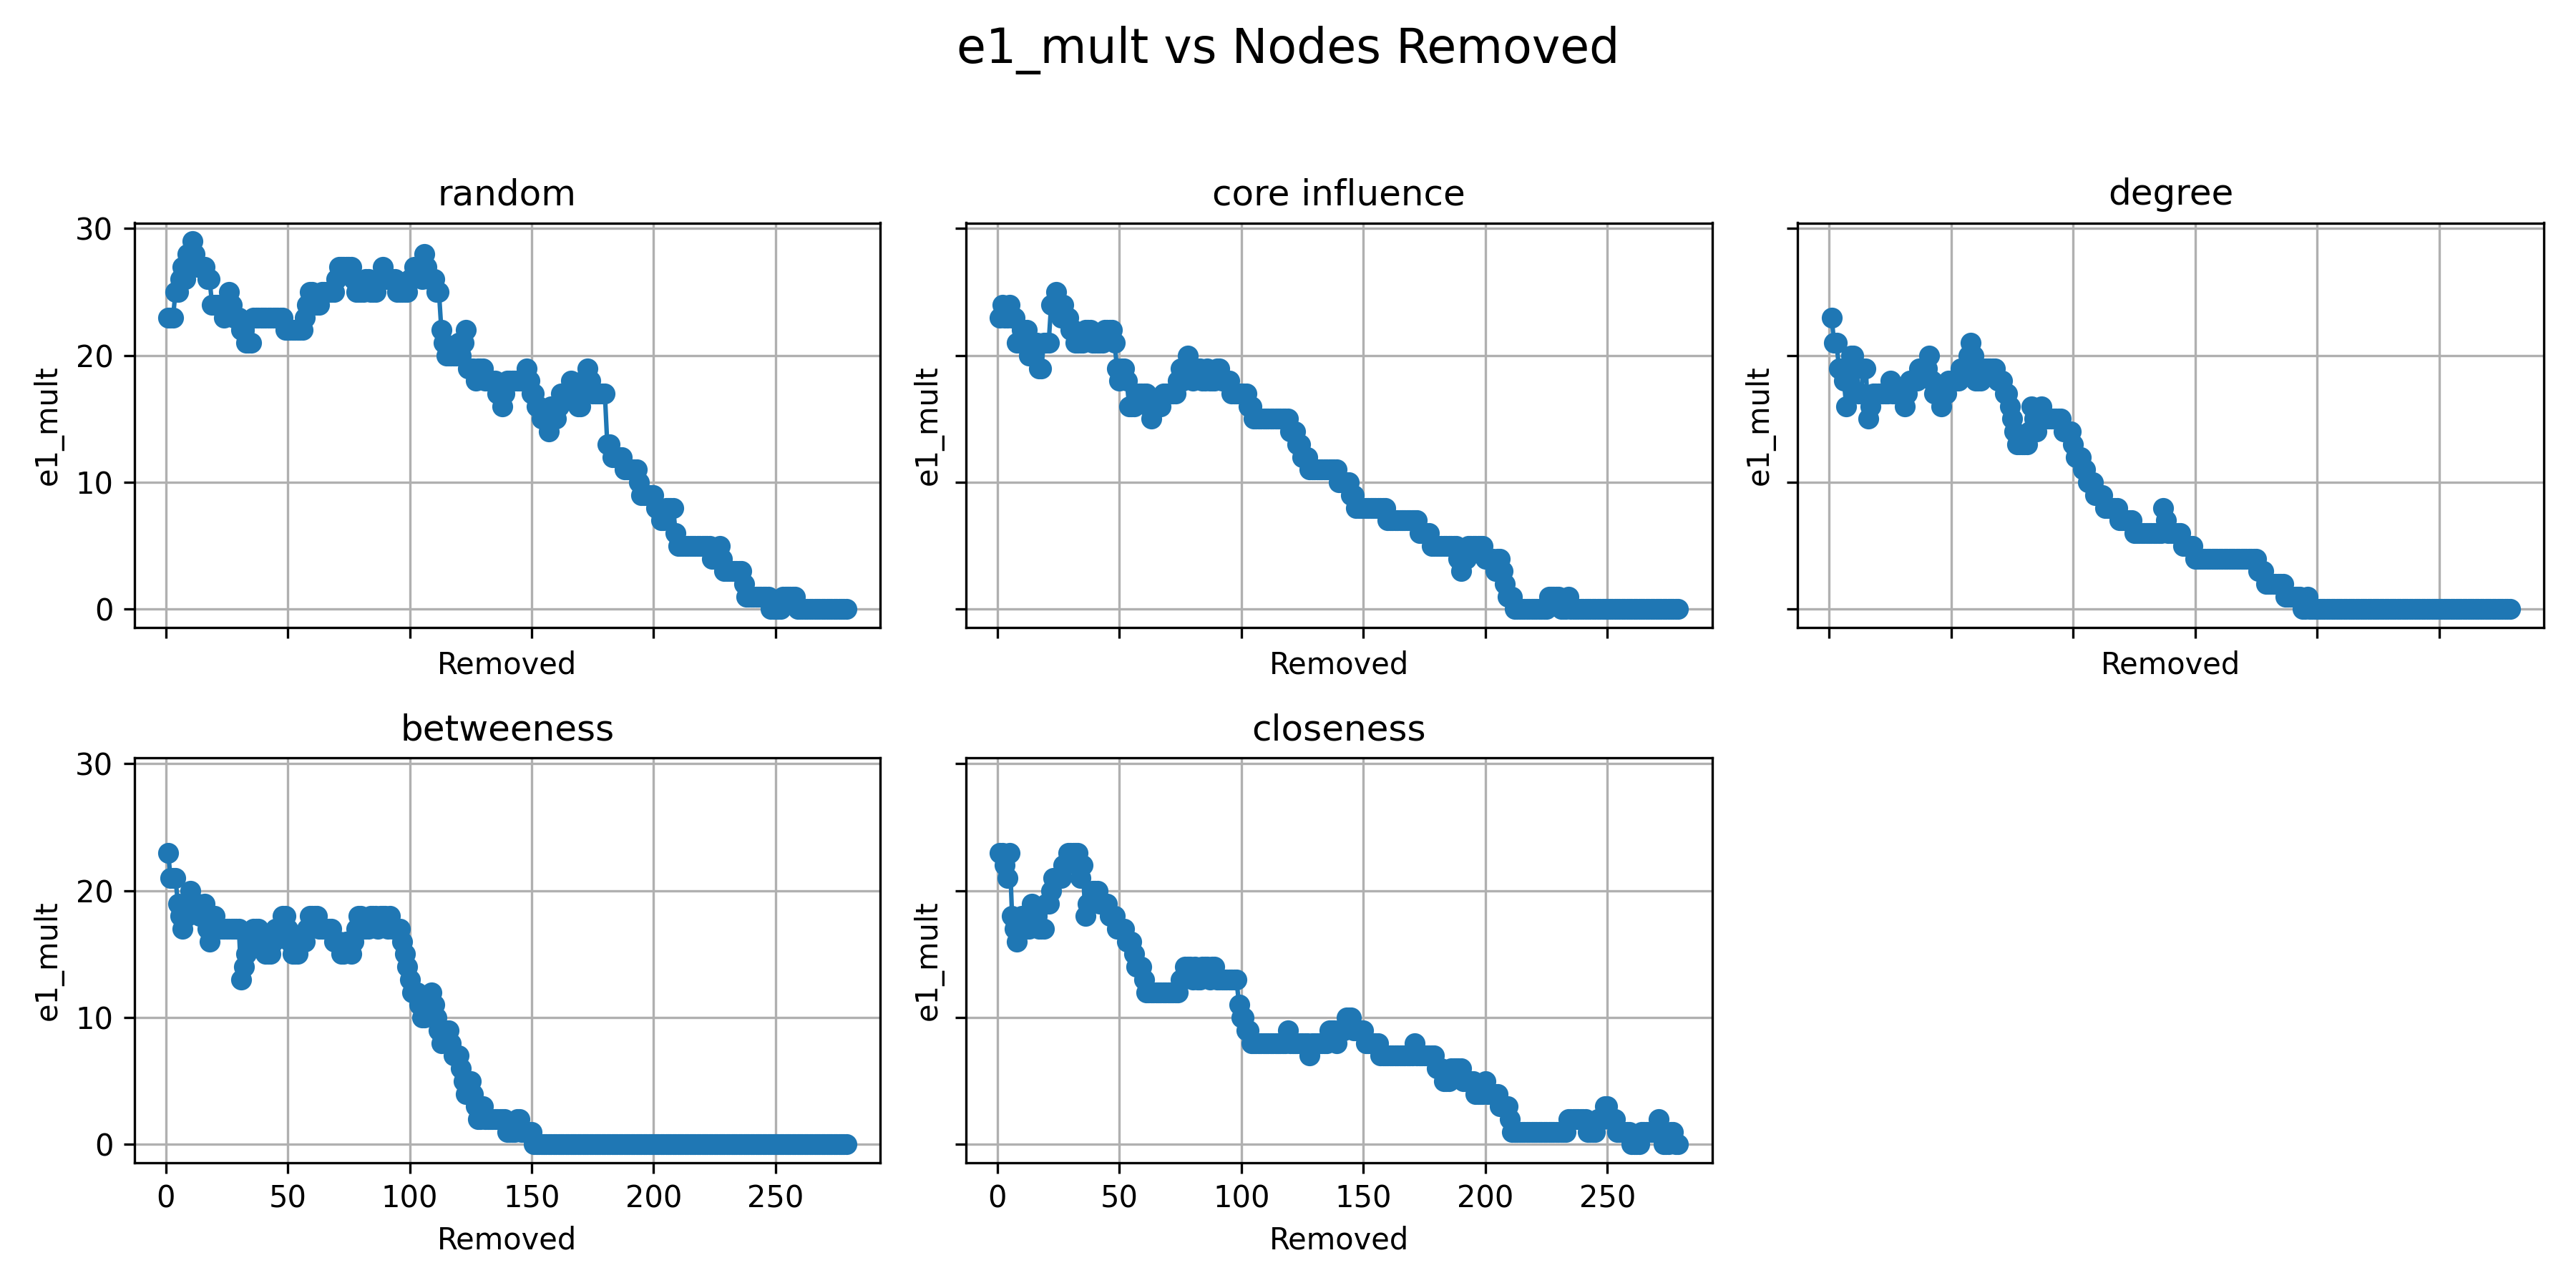 e1_mult vs Nodes Removed
random
core influence
degree
30
20
10
0
e1_mult
e1_mult
e1_mult
Removed
Removed
Removed
betweeness
closeness
30
20
10
0
e1_mult
e1_mult
0 50 100 150 200 250
0 50 100 150 200 250
Removed
Removed